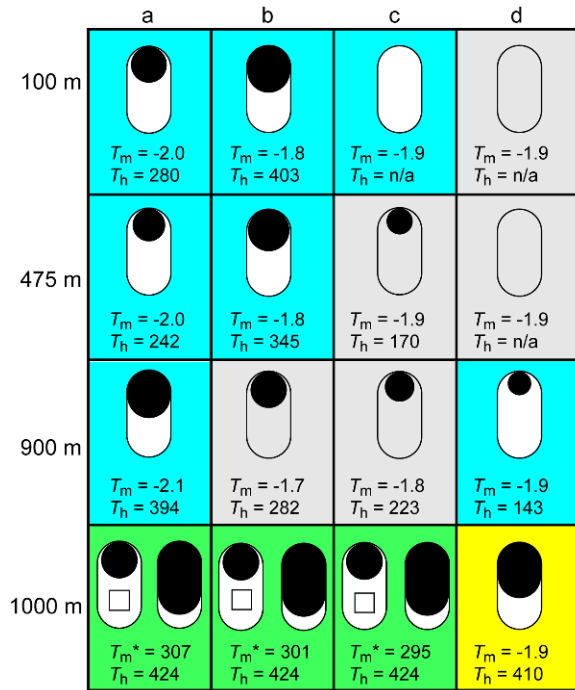 a b c d
100 m
Tm = -2.0 Tm = -1.8 Tm = -1.9 Tm = -1.9
Th = 280 Th = 403 Th = n/a Th = n/a
475 m
Tm = -2.0 Tm = -1.8 Tm = -1.9 Tm = -1.9
Th = 242 Th = 345 Th = 170 Th = n/a
900 m
Tm = -2.1 Tm = -1.7 Tm = -1.8 Tm = -1.9
Th = 394 Th = 282 Th = 223 Th = 143
1000 m
Tm* = 307 Tm* = 301 Tm* = 295 Tm = -1.9
Th = 424 Th = 424 Th = 424 Th = 410